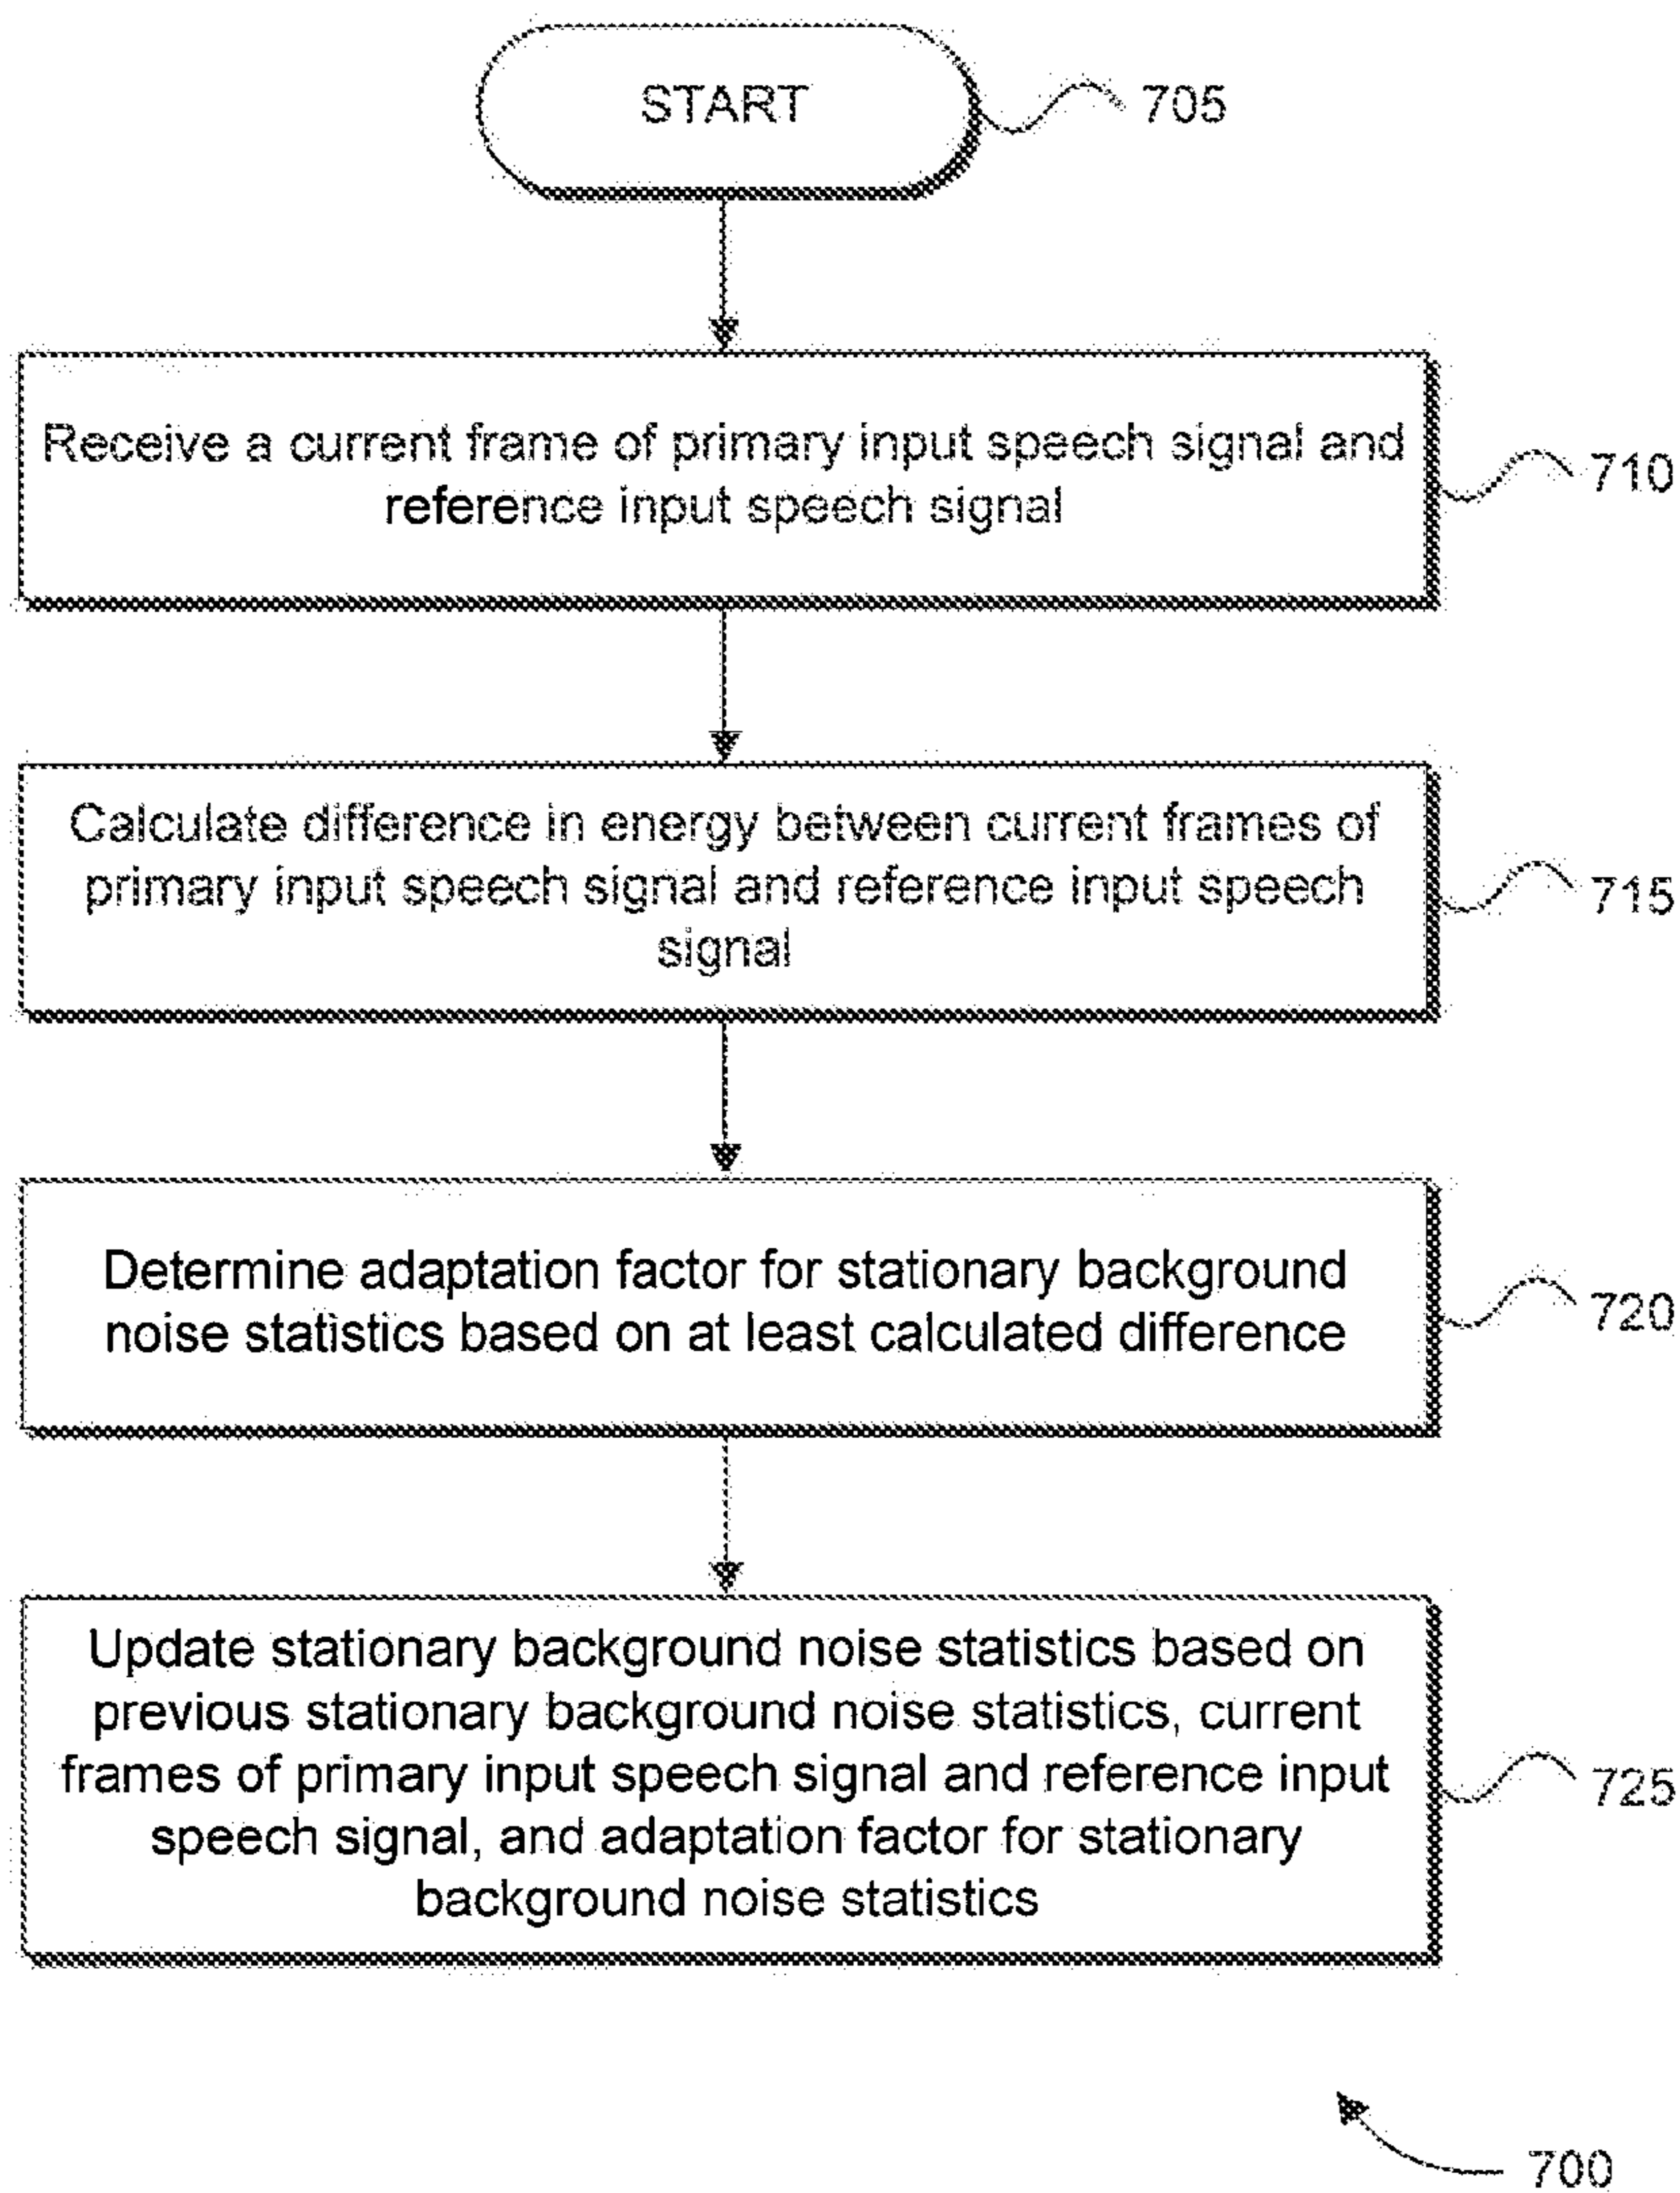 START
705
Receive a current frame of primary input speech signal and
reference input speech signal
710
Calculate difference in energy between current frames of
primary input speech signal and reference input speech
signal
715
Determine adaptation factor for stationary background
noise statistics based on at least calculated difference
720
Update stationary background noise statistics based on
previous stationary background noise statistics, current
frames of primary input speech signal and reference input
speech signal, and adaptation factor for stationary
background noise statistics
725
700